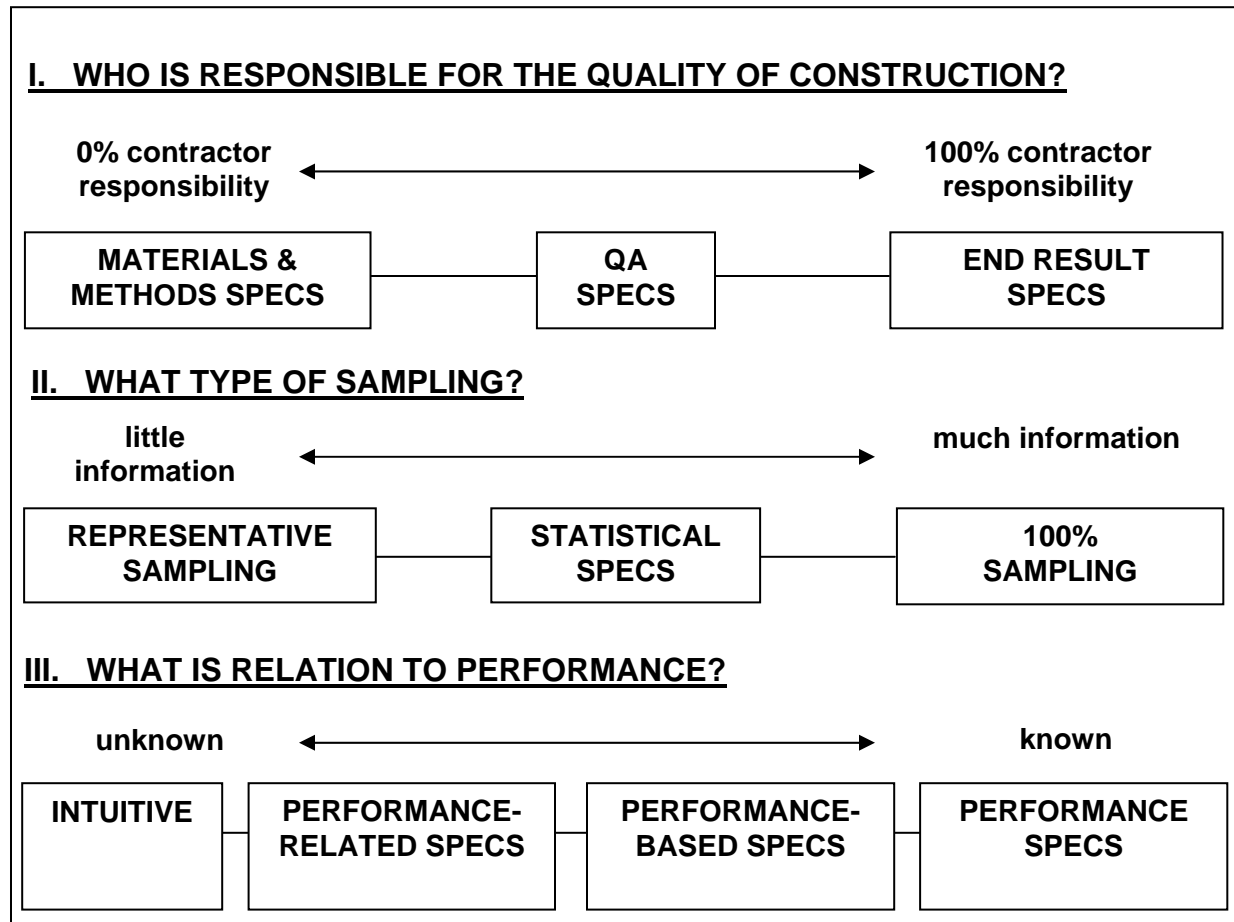 I. WHO IS RESPONSIBLE FOR THE QUALITY OF CONSTRUCTION?
0% contractor
responsibility
100% contractor
responsibility
MATERIALS &
METHODS SPECS
QA
SPECS
END RESULT
SPECS
II. WHAT TYPE OF SAMPLING?
little
information
much information
REPRESENTATIVE
SAMPLING
STATISTICAL
SPECS
100%
SAMPLING
III. WHAT IS RELATION TO PERFORMANCE?
unknown
known
INTUITIVE
PERFORMANCE-
RELATED SPECS
PERFORMANCE-
BASED SPECS
PERFORMANCE
SPECS